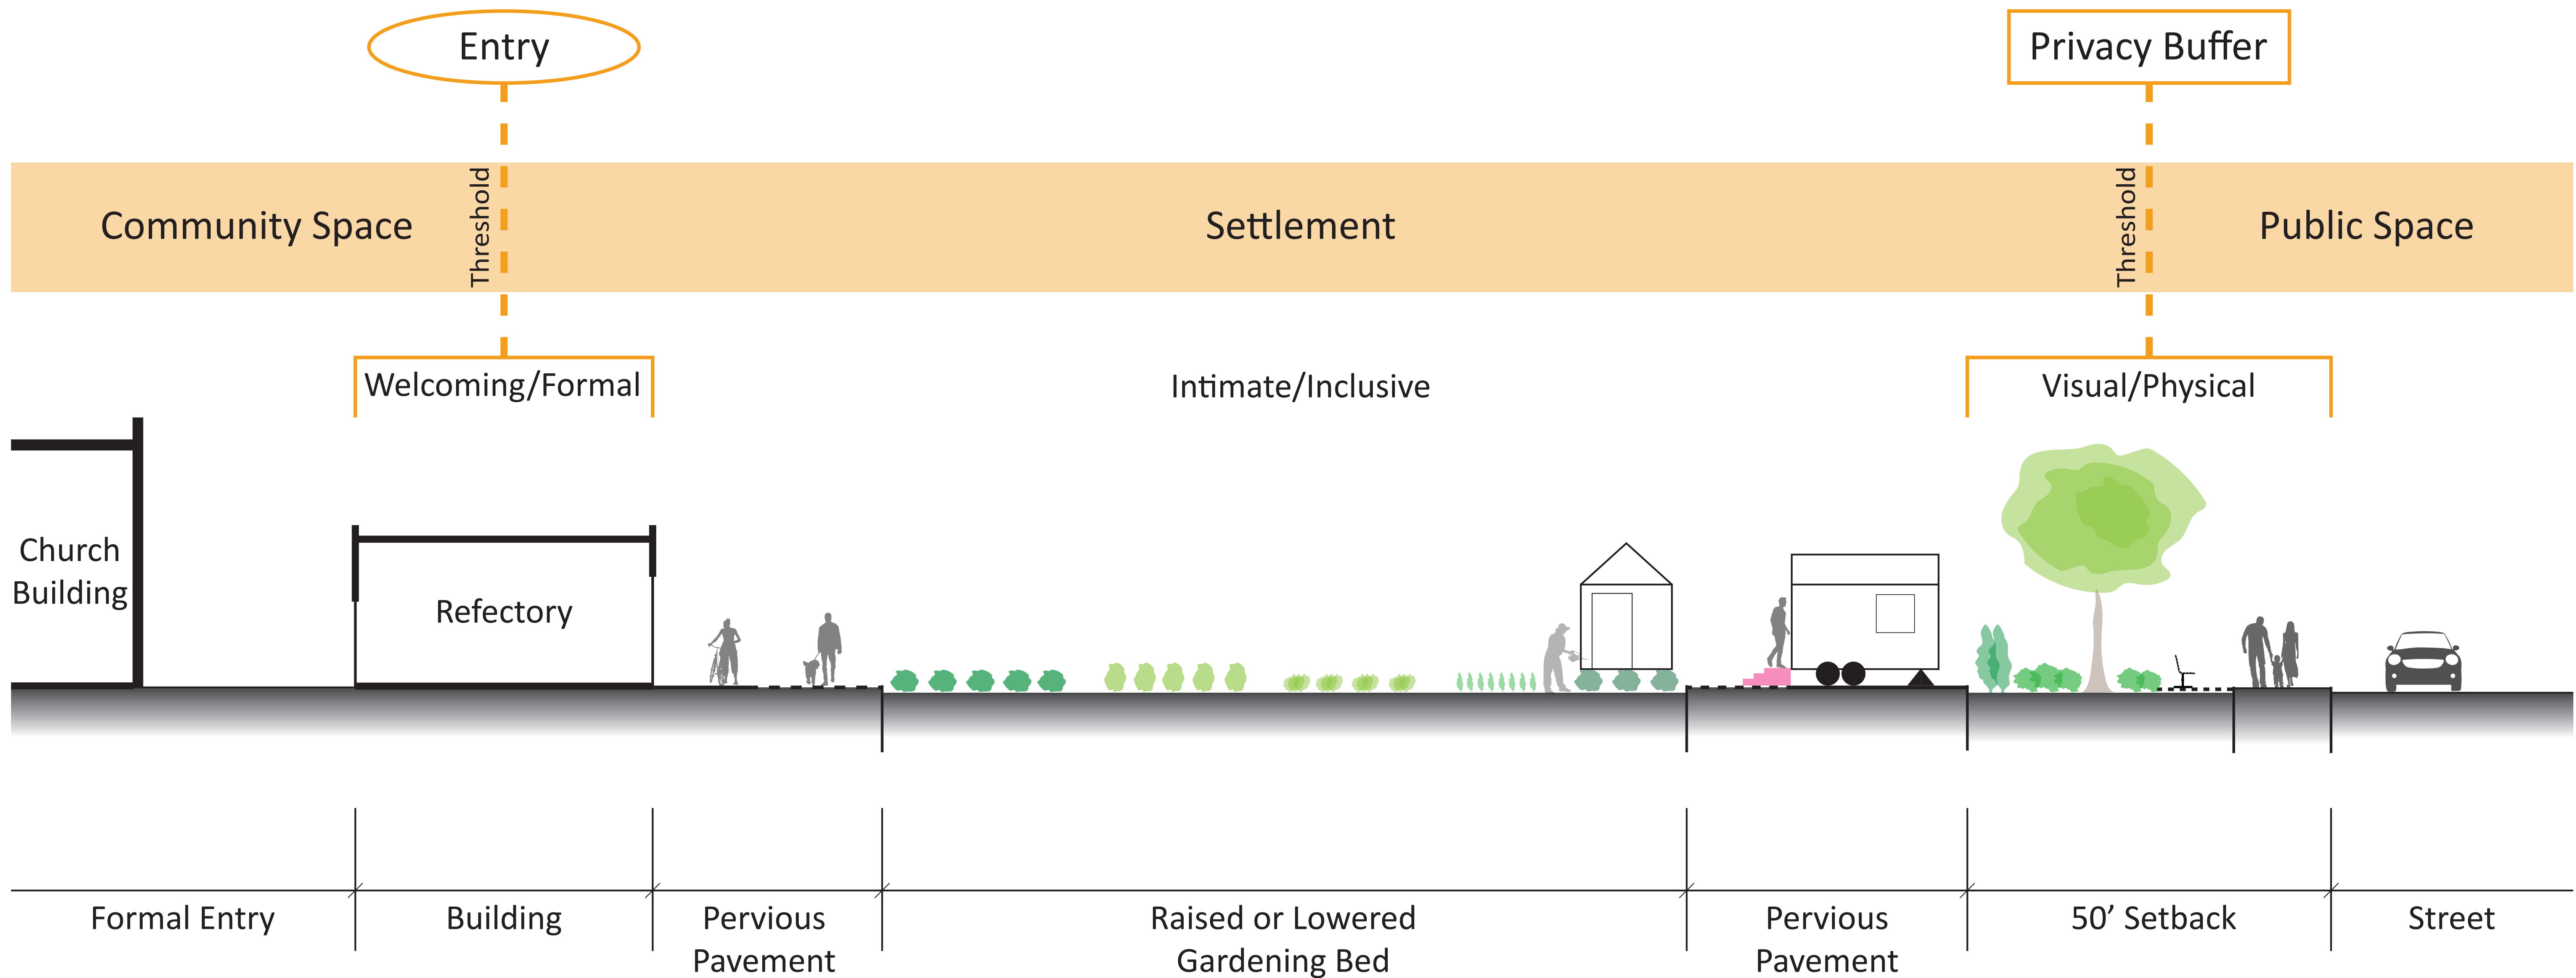 Entry
Privacy Buffer
Community Space
Threshold
Settlement
Threshold
Public Space
Welcoming/Formal
Intimate/Inclusive
Visual/Physical
Church
Building
Refectory
Formal Entry
Building
Pervious
Pavement
Raised or Lowered
Gardening Bed
Pervious
Pavement
50’ Setback
Street